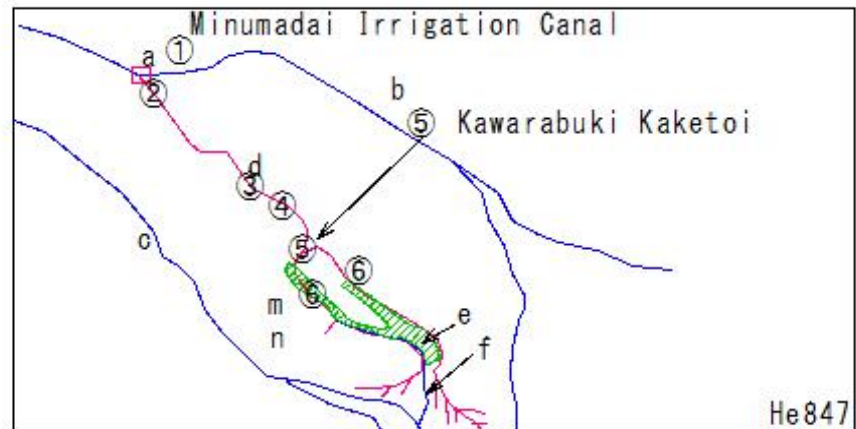 Minumadai Irrigation Canal
a ①
②
b
⑤ Kawarabuki Kaketoi
d
③
④
c
⑤
⑥
⑥
m
n
e
f
He847